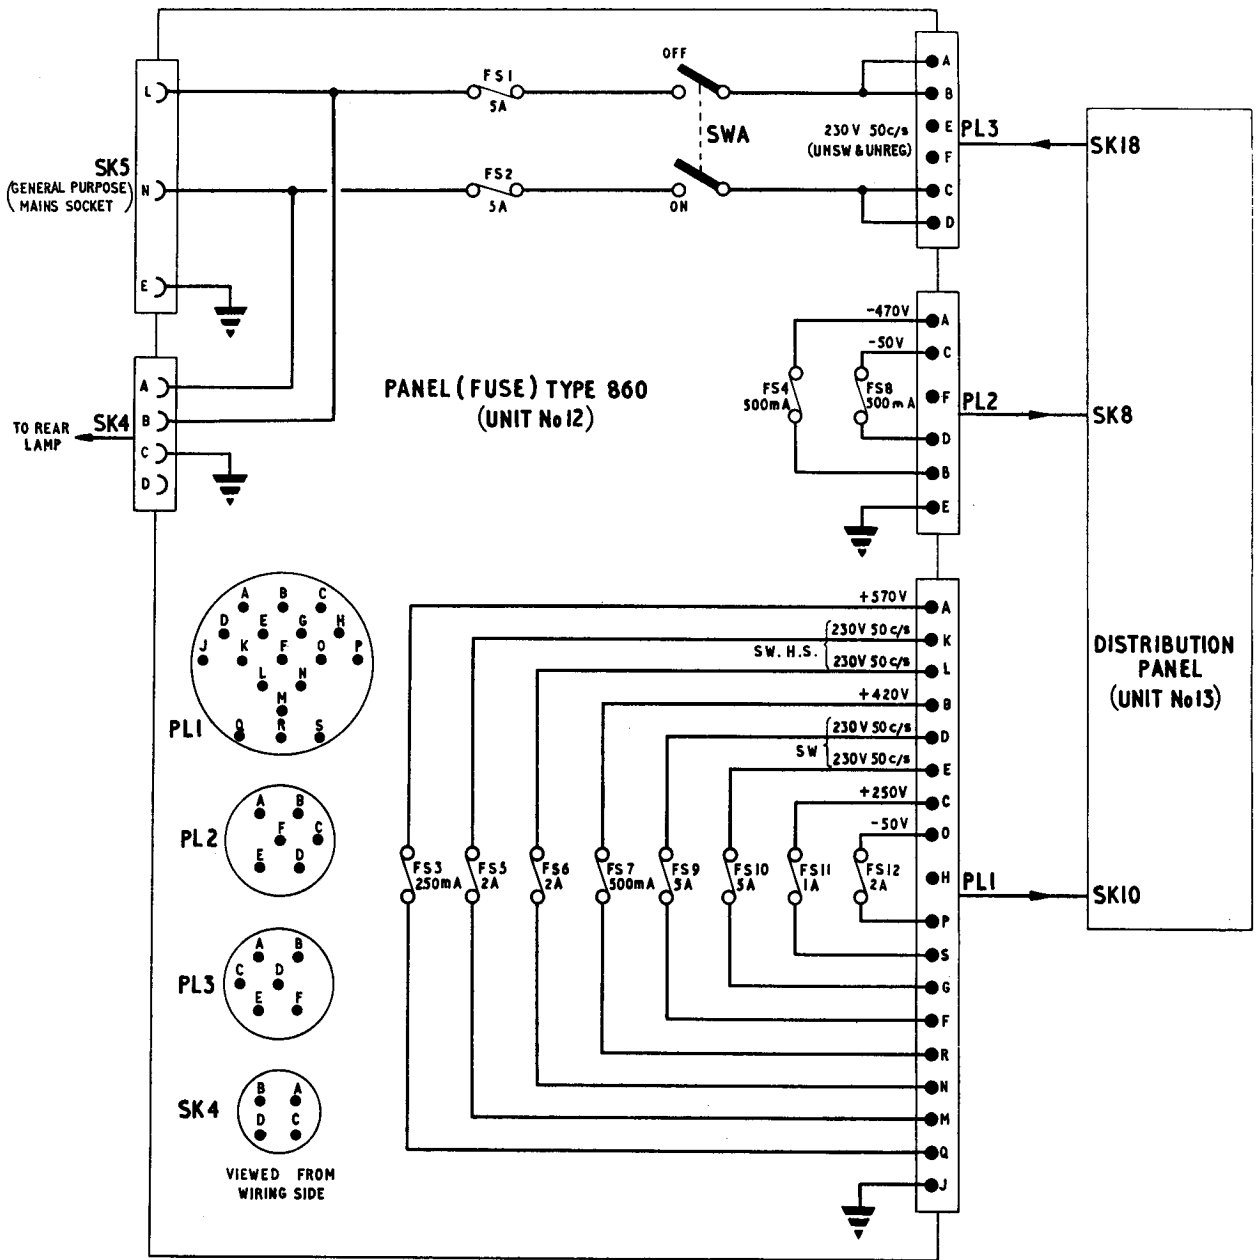 OFF
FS1
5A
SWA
FS2
5A
ON
L
N
E
SK5
(GENERAL PURPOSE
MAINS SOCKET)
230V 50c/s
(UNSW & UNREG)
A
B
E
F
C
D
PL3
SK18
A
B
C
D
SK4
TO REAR
LAMP
PANEL (FUSE) TYPE 860
(UNIT No 12)
-470V
-50V
FS4
500mA
FS8
500mA
A
C
F
D
B
E
PL2
SK8
DISTRIBUTION
PANEL
(UNIT No 13)
+570V
230V 50c/s
SW. H.S.
230V 50c/s
+420V
230V 50c/s
SW
230V 50c/s
+250V
-50V
FS3
250mA
FS5
2A
FS6
2A
FS7
500mA
FS9
5A
FS10
5A
FS11
1A
FS12
2A
A
K
L
B
D
E
C
O
H
P
S
G
F
R
N
M
Q
J
PL1
SK10
A B C
D E G H
J K F O P
L N
M
Q R S
PL1
A B
F C
E D
PL2
A B
C D
E F
PL3
B A
D C
SK4
VIEWED FROM
WIRING SIDE